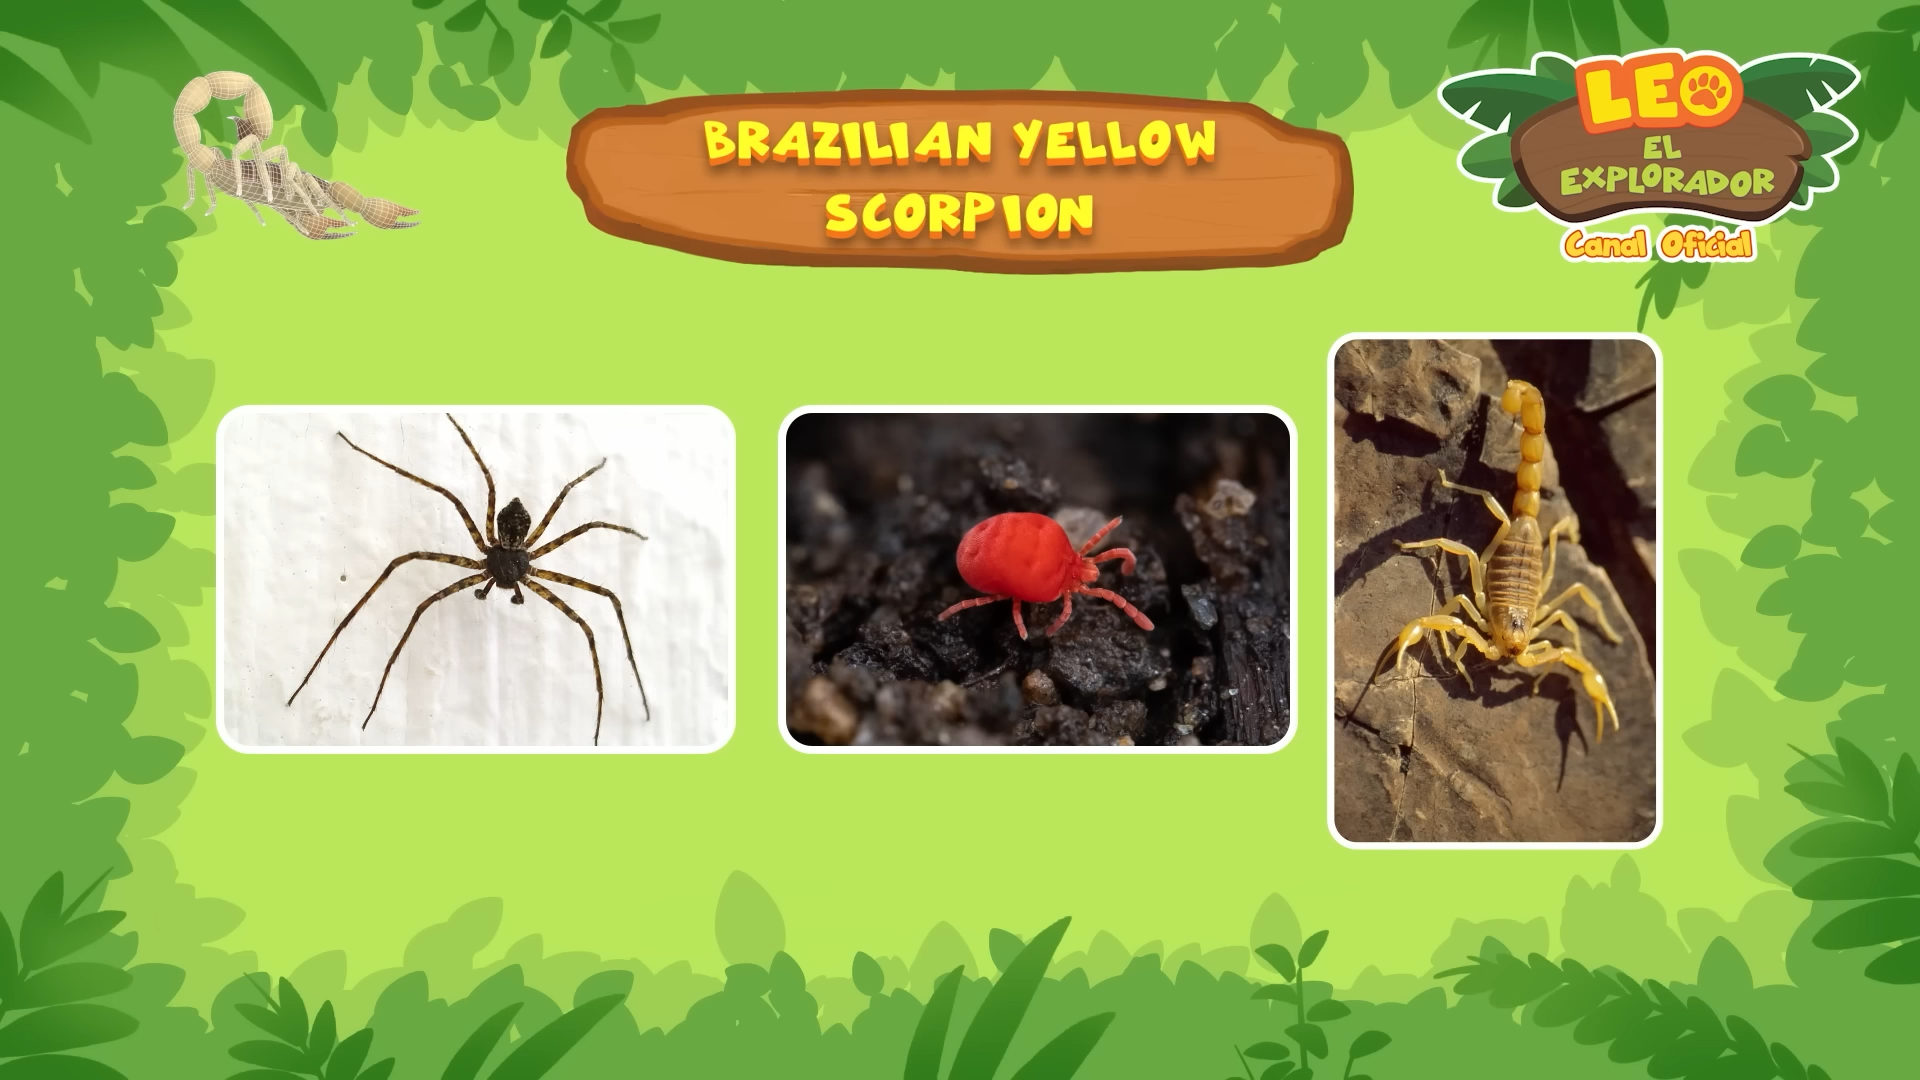 BRAZILIAN YELLOW
SCORPION
LEO
EL
EXPLORADOR
Canal Oficial